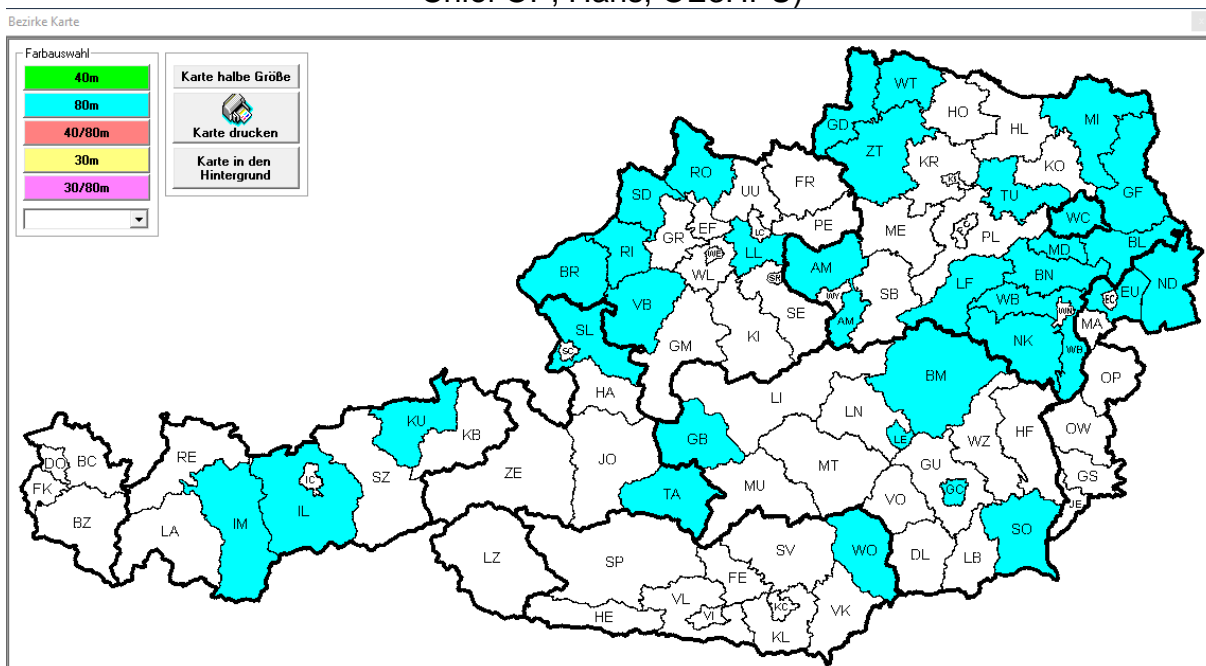 Bezirke Karte
Farbauswahl
40m
80m
40/80m
30m
30/80m
Karte halbe Größe
Karte drucken
Karte in den
Hintergrund
WT
HO
GD
HL
MI
ZT
KR
KO
RO
FR
UU
TU
GF
SD
WC
GR
EF
LC
PE
ME
PL
BL
MD
RI
WE
LL
BR
WL
AM
BN
SR
LF
EU
ND
VB
WY
SB
WB
EC
SE
WN
MA
SL
AM
KI
NK
WB
SC
GM
BM
OP
HA
LI
LN
KU
KB
OW
GB
LE
WZ
HF
DO
BC
RE
ZE
JO
MT
GU
GS
FK
IC
SZ
MU
GC
JE
BZ
IM
IL
TA
VO
LA
SO
WO
LZ
SP
SV
DL
LB
FE
VL
KC
VK
HE
VI
KL